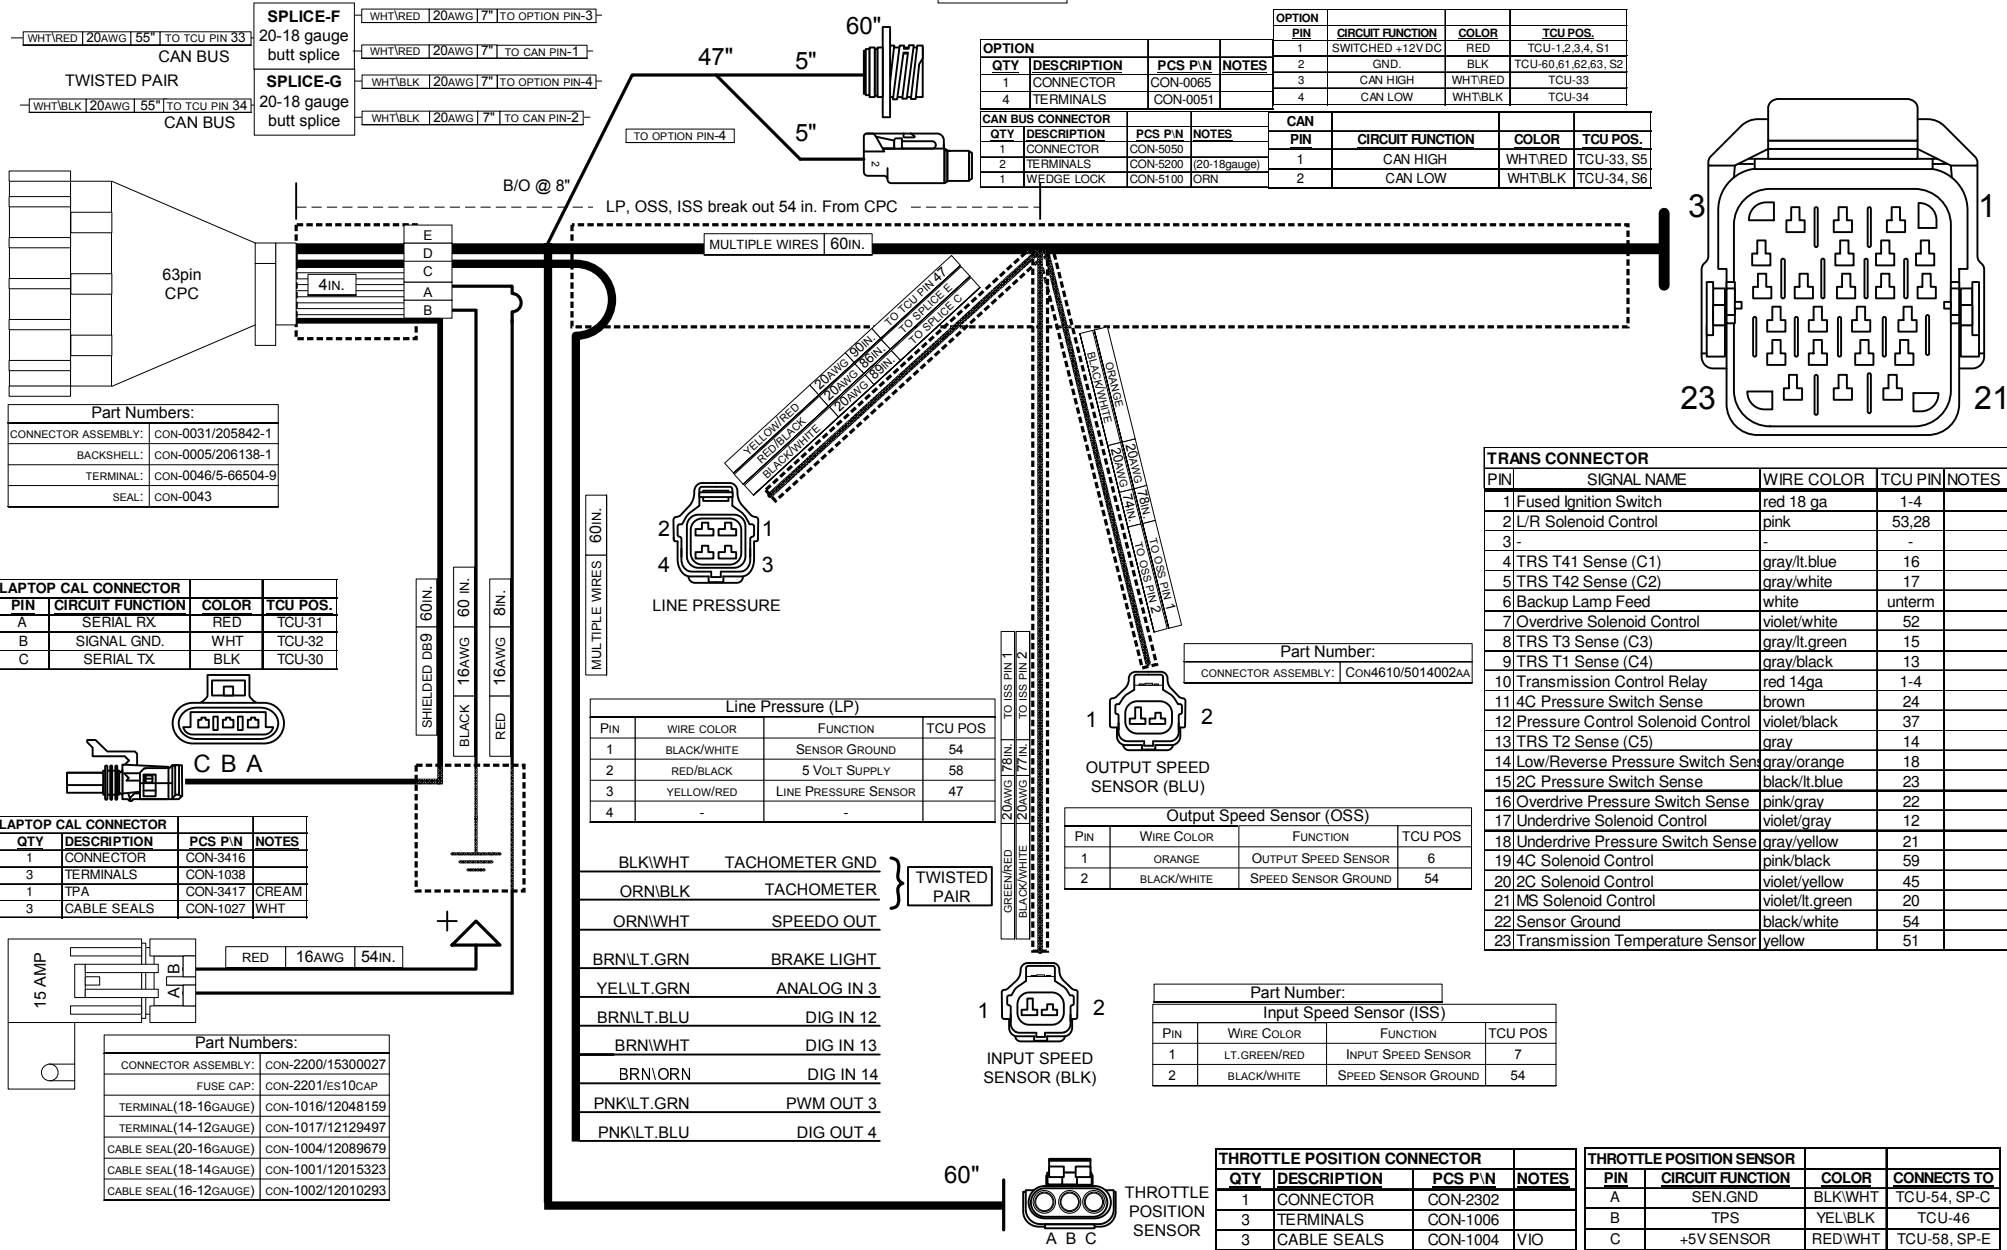 SPLICE-F
20-18 gauge
butt splice
WHT\RED 20AWG 7" TO OPTION PIN-3
WHT\RED 20AWG 55" TO TCU PIN 33
CAN BUS
WHT\RED 20AWG 7" TO CAN PIN-1
TWISTED PAIR
SPLICE-G
20-18 gauge
butt splice
WHT\BLK 20AWG 7" TO OPTION PIN-4
WHT\BLK 20AWG 55" TO TCU PIN 34
CAN BUS
WHT\BLK 20AWG 7" TO CAN PIN-2
47"
5"
60"
5"
2
TO OPTION PIN-4
B/O @ 8"
OPTION
QTY DESCRIPTION PCS P\N NOTES
1 CONNECTOR CON-0065
4 TERMINALS CON-0051
OPTION
PIN CIRCUIT FUNCTION COLOR TCU POS.
1 SWITCHED +12V DC RED TCU-1,2,3,4, S1
2 GND. BLK TCU-60,61,62,63, S2
3 CAN HIGH WHT\RED TCU-33
4 CAN LOW WHT\BLK TCU-34
CAN BUS CONNECTOR
QTY DESCRIPTION PCS P\N NOTES
1 CONNECTOR CON-5050
2 TERMINALS CON-5200 (20-18gauge)
1 WEDGE LOCK CON-5100 ORN
CAN
PIN CIRCUIT FUNCTION COLOR TCU POS.
1 CAN HIGH WHT\RED TCU-33, S5
2 CAN LOW WHT\BLK TCU-34, S6
LP, OSS, ISS break out 54 in. From CPC
63pin
CPC
4IN.
E
D
C
A
B
MULTIPLE WIRES 60IN.
3
1
23
21
YELLOW/RED 20AWG 90IN. TO TCU PIN 47
RED/BLACK 20AWG 86IN. TO SPLICE E
BLACK/WHITE 20AWG 89IN. TO SPLICE C
ORANGE 20AWG 78IN. TO OSS PIN 1
BLACK/WHITE 20AWG 74IN. TO OSS PIN 2
Part Numbers:
CONNECTOR ASSEMBLY: CON-0031/205842-1
BACKSHELL: CON-0005/206138-1
TERMINAL: CON-0046/5-66504-9
SEAL: CON-0043
2
1
4
3
LINE PRESSURE
MULTIPLE WIRES 60IN.
SHIELDED DB9 60IN.
BLACK 16AWG 60 IN.
RED 16AWG 8IN.
LAPTOP CAL CONNECTOR
PIN CIRCUIT FUNCTION COLOR TCU POS.
A SERIAL RX RED TCU-31
B SIGNAL GND. WHT TCU-32
C SERIAL TX BLK TCU-30
C B A
LAPTOP CAL CONNECTOR
QTY DESCRIPTION PCS P\N NOTES
1 CONNECTOR CON-3416
3 TERMINALS CON-1038
1 TPA CON-3417 CREAM
3 CABLE SEALS CON-1027 WHT
15 AMP
A
B
RED 16AWG 54IN.
+
Part Numbers:
CONNECTOR ASSEMBLY: CON-2200/15300027
FUSE CAP: CON-2201/ES10CAP
TERMINAL(18-16GAUGE) CON-1016/12048159
TERMINAL(14-12GAUGE) CON-1017/12129497
CABLE SEAL(20-16GAUGE) CON-1004/12089679
CABLE SEAL(18-14GAUGE) CON-1001/12015323
CABLE SEAL(16-12GAUGE) CON-1002/12010293
Line Pressure (LP)
PIN WIRE COLOR FUNCTION TCU POS
1 BLACK/WHITE SENSOR GROUND 54
2 RED/BLACK 5 VOLT SUPPLY 58
3 YELLOW/RED LINE PRESSURE SENSOR 47
4 - -
BLK\WHT TACHOMETER GND
ORN\BLK TACHOMETER
TWISTED
PAIR
ORN\WHT SPEEDO OUT
BRN\LT.GRN BRAKE LIGHT
YEL\LT.GRN ANALOG IN 3
BRN\LT.BLU DIG IN 12
BRN\WHT DIG IN 13
BRN\ORN DIG IN 14
PNK\LT.GRN PWM OUT 3
PNK\LT.BLU DIG OUT 4
GREEN/RED 20AWG 78IN. TO ISS PIN 1
BLACK/WHITE 20AWG 77IN. TO ISS PIN 2
Part Number:
CONNECTOR ASSEMBLY: CON4610/5014002AA
1
2
OUTPUT SPEED
SENSOR (BLU)
Output Speed Sensor (OSS)
PIN WIRE COLOR FUNCTION TCU POS
1 ORANGE OUTPUT SPEED SENSOR 6
2 BLACK/WHITE SPEED SENSOR GROUND 54
1
2
INPUT SPEED
SENSOR (BLK)
Part Number:
Input Speed Sensor (ISS)
PIN WIRE COLOR FUNCTION TCU POS
1 LT.GREEN/RED INPUT SPEED SENSOR 7
2 BLACK/WHITE SPEED SENSOR GROUND 54
TRANS CONNECTOR
PIN SIGNAL NAME WIRE COLOR TCU PIN NOTES
1 Fused Ignition Switch red 18 ga 1-4
2 L/R Solenoid Control pink 53,28
3 - - -
4 TRS T41 Sense (C1) gray/lt.blue 16
5 TRS T42 Sense (C2) gray/white 17
6 Backup Lamp Feed white unterm
7 Overdrive Solenoid Control violet/white 52
8 TRS T3 Sense (C3) gray/lt.green 15
9 TRS T1 Sense (C4) gray/black 13
10 Transmission Control Relay red 14ga 1-4
11 4C Pressure Switch Sense brown 24
12 Pressure Control Solenoid Control violet/black 37
13 TRS T2 Sense (C5) gray 14
14 Low/Reverse Pressure Switch Sens gray/orange 18
15 2C Pressure Switch Sense black/lt.blue 23
16 Overdrive Pressure Switch Sense pink/gray 22
17 Underdrive Solenoid Control violet/gray 12
18 Underdrive Pressure Switch Sense gray/yellow 21
19 4C Solenoid Control pink/black 59
20 2C Solenoid Control violet/yellow 45
21 MS Solenoid Control violet/lt.green 20
22 Sensor Ground black/white 54
23 Transmission Temperature Sensor yellow 51
60"
A B C
THROTTLE
POSITION
SENSOR
THROTTLE POSITION CONNECTOR
QTY DESCRIPTION PCS P\N NOTES
1 CONNECTOR CON-2302
3 TERMINALS CON-1006
3 CABLE SEALS CON-1004 VIO
THROTTLE POSITION SENSOR
PIN CIRCUIT FUNCTION COLOR CONNECTS TO
A SEN.GND BLK\WHT TCU-54, SP-C
B TPS YEL\BLK TCU-46
C +5V SENSOR RED\WHT TCU-58, SP-E